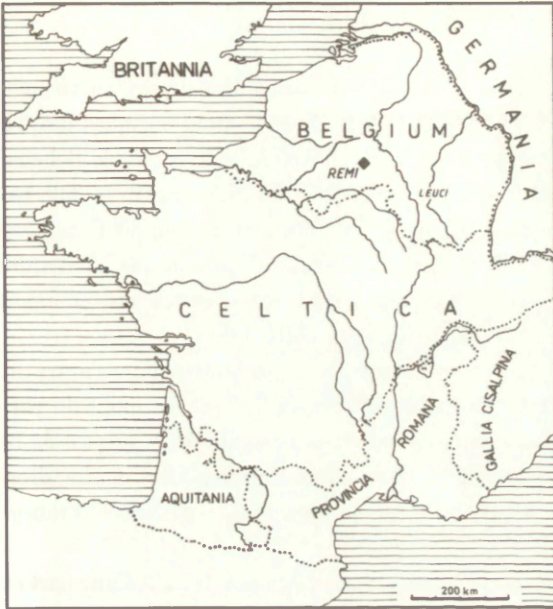 GERMANIA
BRITANNIA
BELGIUM
REMI
LEUCI
CELTICA
AQUITANIA
PROVINCIA
ROMANA
GALLIA CISALPINA
200 km